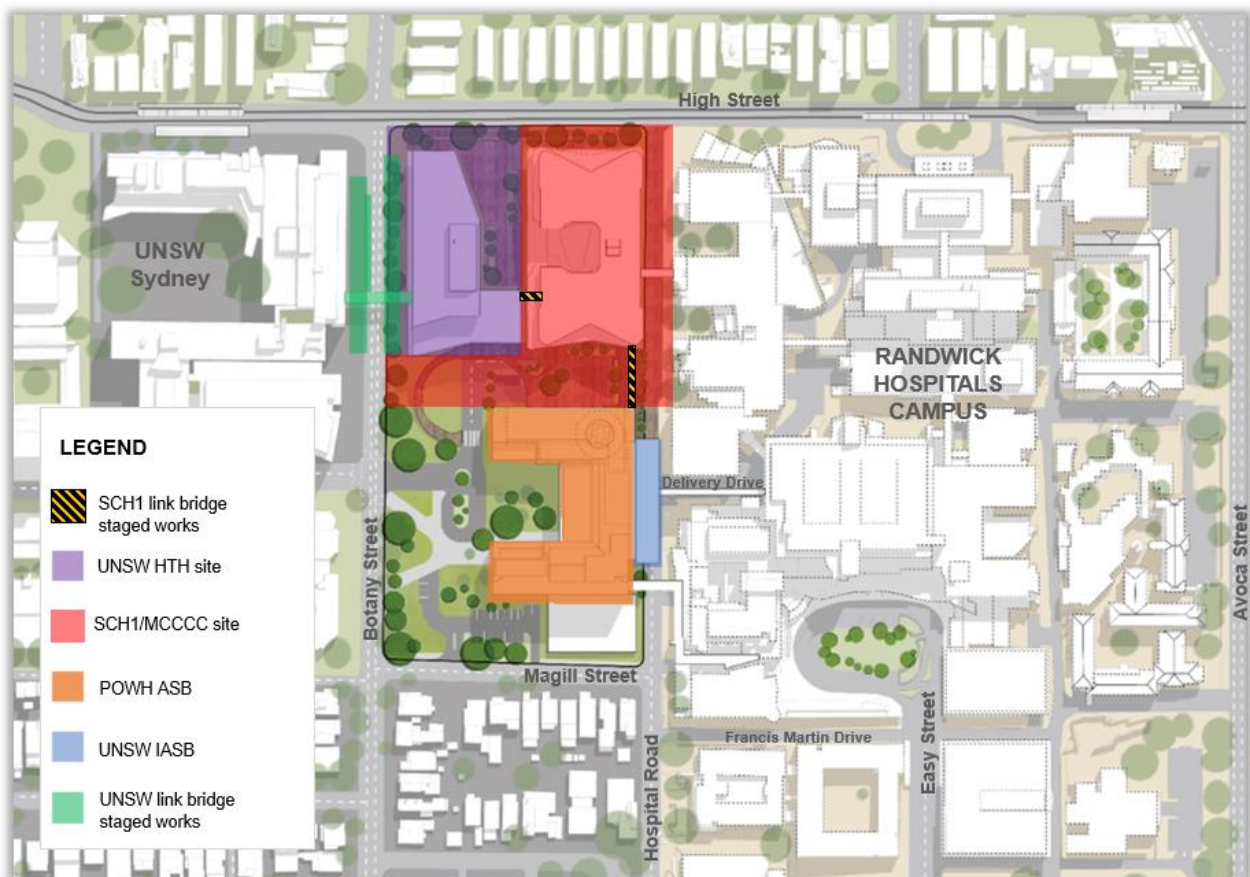 High Street
UNSW
Sydney
RANDWICK
HOSPITALS
CAMPUS
LEGEND
SCH1 link bridge
staged works
UNSW HTH site
SCH1/MCCCC site
POWH ASB
UNSW IASB
UNSW link bridge
staged works
Botany Street
Delivery Drive
Avoca Street
Magill Street
Hospital Road
Francis Martin Drive
Easy Street